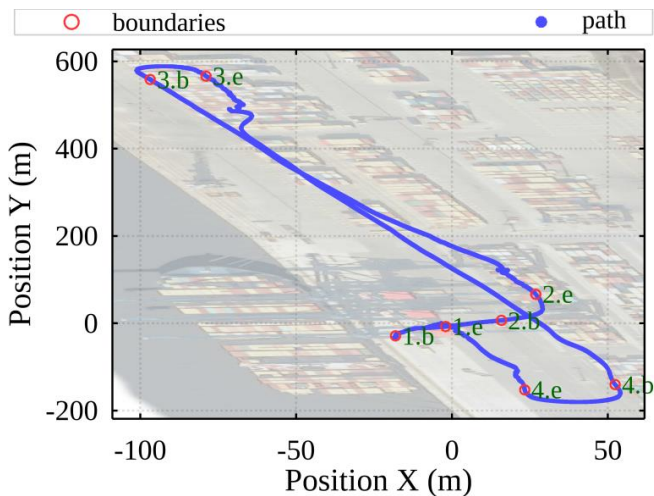 boundaries path
600
400
200
0
-200
Position Y (m)
3.b 3.e
2.e
1.b 1.e 2.b
4.e 4.b
-100 -50 0 50
Position X (m)